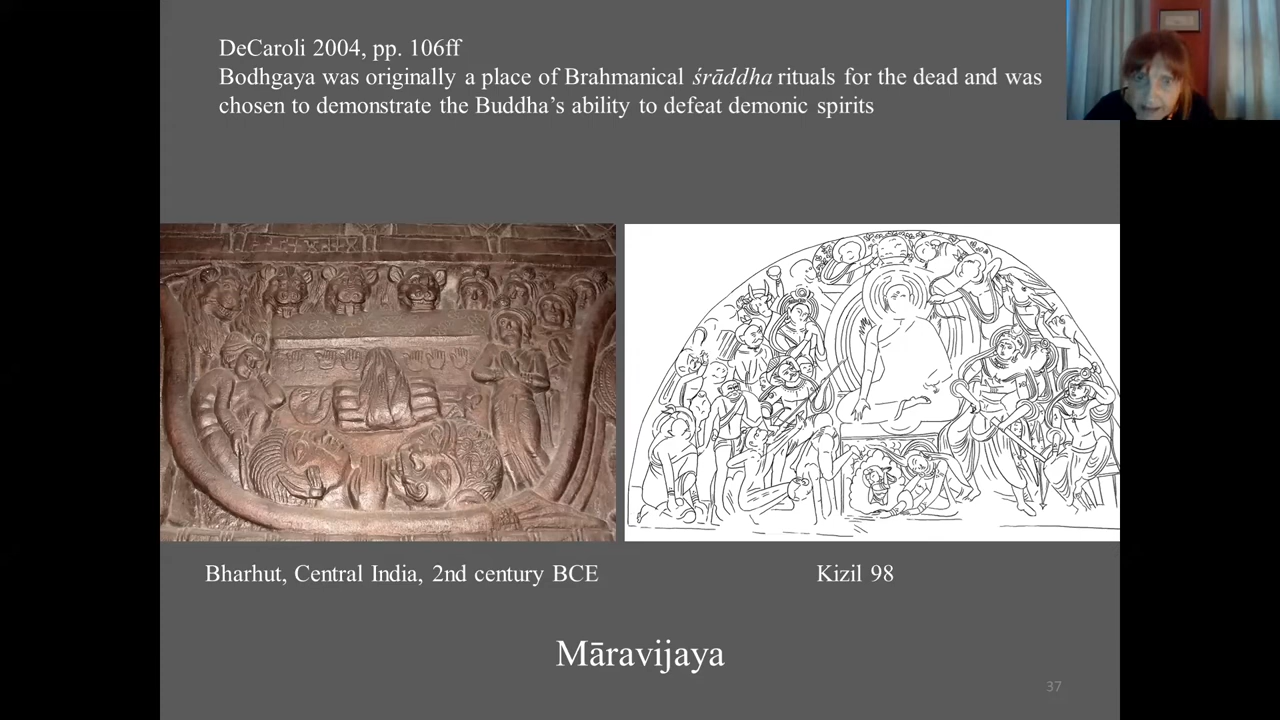 DeCaroli 2004, pp. 106ff
Bodhgaya was originally a place of Brahmanical śrāddha rituals for the dead and was
chosen to demonstrate the Buddha’s ability to defeat demonic spirits
Bharhut, Central India, 2nd century BCE
Kizil 98
Māravijaya
37